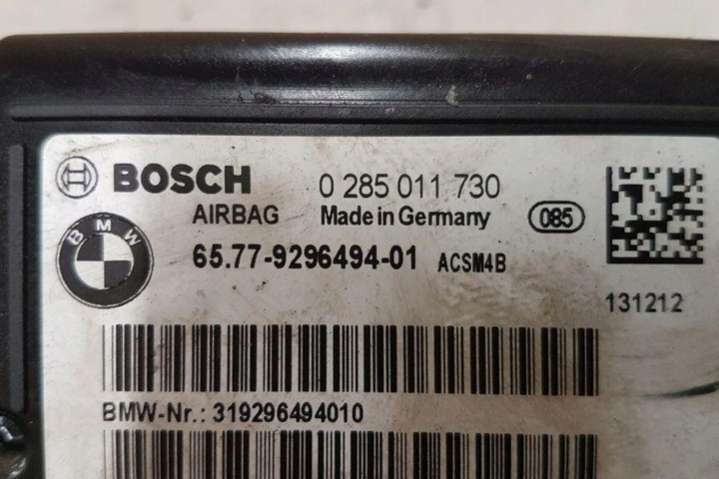 BOSCH 0 285 011 730
AIRBAG Made in Germany 085
BMW
65.77-9296494-01 ACSM4B
131212
BMW-Nr.: 319296494010